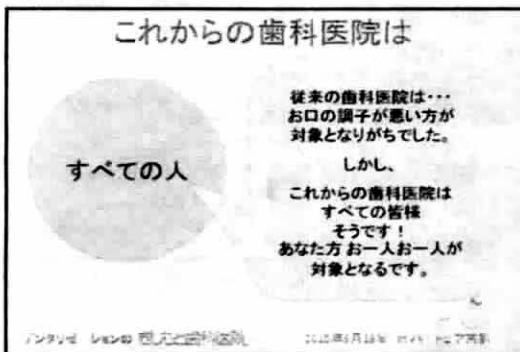 これからの歯科医院は
すべての人
従来の歯科医院は・・・
お口の調子が悪い方が
対象となりがちでした。
しかし、
これからの歯科医院は
すべての皆様
そうです！
あなた方 お一人お一人が
対象となるです。